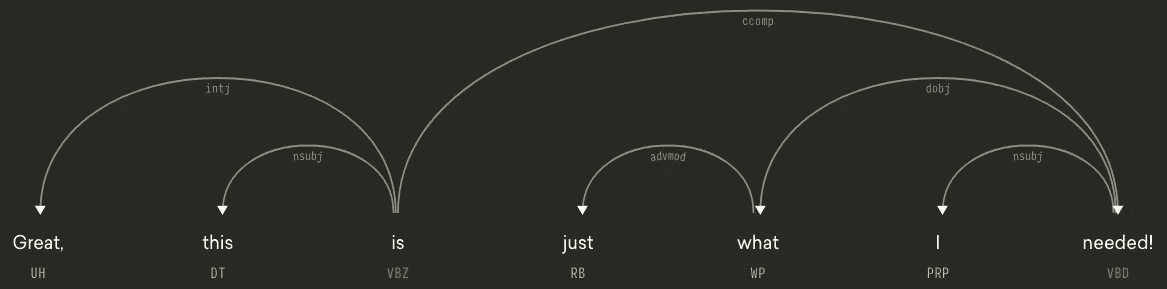 ccomp
intj dobj
nsubj advmod nsubj
Great, this is just what I needed!
UH DT VBZ RB WP PRP VBD